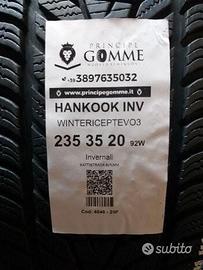 PRINCIPE
GOMME
+39 3897635032
www.principegomme.it
HANKOOK INV
WINTERICEPTEVO3
235 35 20 92W
Invernali
subito